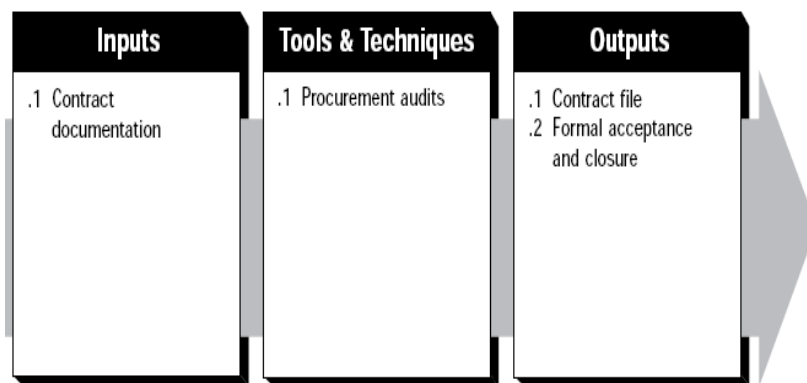 Inputs
.1 Contract
documentation
Tools & Techniques
.1 Procurement audits
Outputs
.1 Contract file
.2 Formal acceptance
and closure